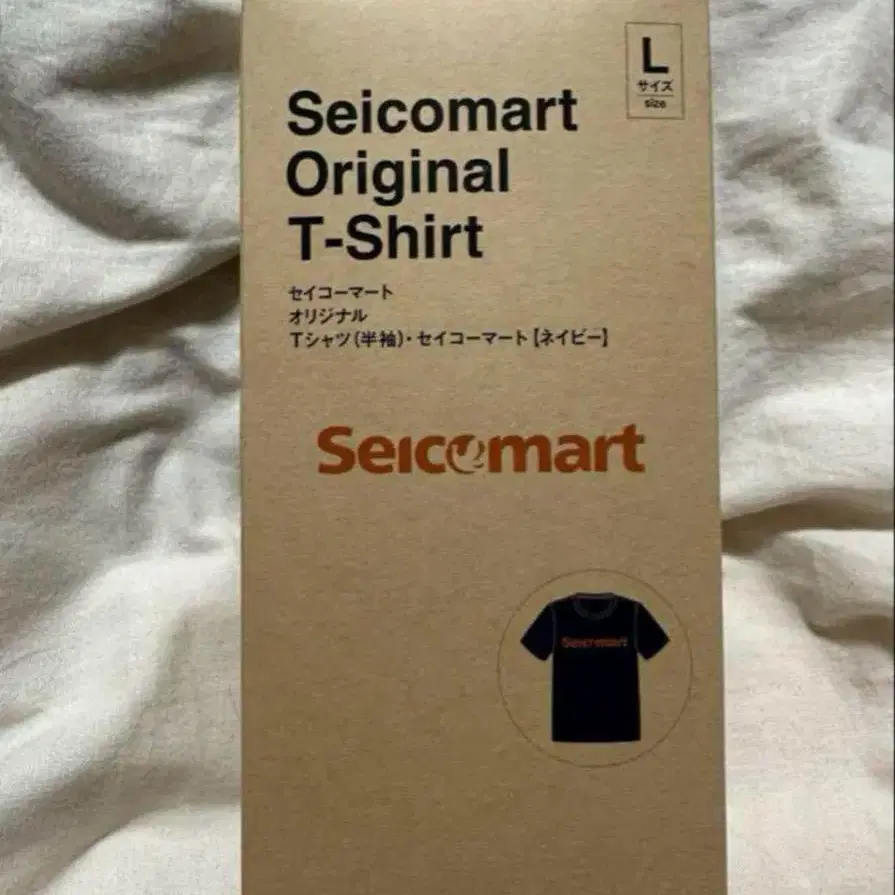 L
サイズ
size
Seicomart
Original
T-Shirt
セイコーマート
オリジナル
Tシャツ(半袖)・セイコーマート【ネイビー】
Seicomart
Seicomart